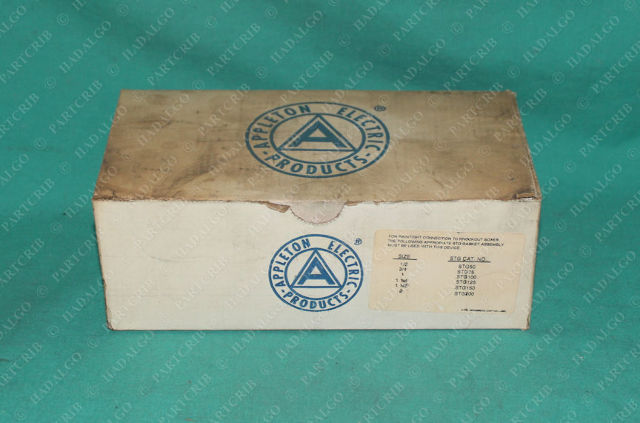 APPLETON ELECTRIC
®
A
PRODUCTS
APPLETON ELECTRIC
®
A
PRODUCTS
FOR RAINTIGHT CONNECTION TO KNOCKOUT BOXES
THE FOLLOWING APPROPRIATE STG GASKET ASSEMBLY
MUST BE USED WITH THIS DEVICE.
SIZE STG CAT. NO.
1/2 STG50
3/4 STG75
1 STG100
1 1/4 STG125
1 1/2 STG150
2 STG200
© HADALGO PARTCRIB